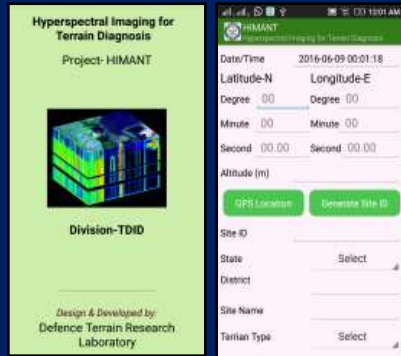 Hyperspectral Imaging for
Terrain Diagnosis
Project- HIMANT
Division-TDID
Design & Developed by:
Defence Terrain Research
Laboratory
10:01 AM
HIMANT
Hyperspectral Imaging for Terrain Diagnosis
Date/Time 2016-06-09 00:01:18
Latitude-N Longitude-E
Degree 00 Degree 00
Minute 00 Minute 00
Second 00.00 Second 00.00
Altitude (m)
GPS Location Generate Site ID
Site ID
State Select
District
Site Name
Terrian Type Select